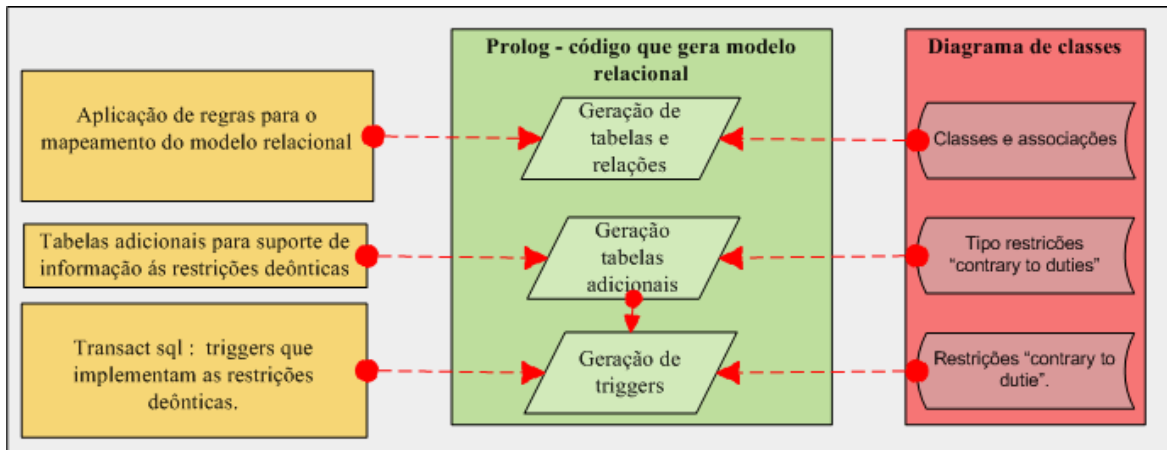 Aplicação de regras para o
mapeamento do modelo relacional
Tabelas adicionais para suporte de
informação ás restrições deônticas
Transact sql : triggers que
implementam as restrições
deônticas.
Prolog - código que gera modelo
relacional
Geração de
tabelas e
relações
Geração
tabelas
adicionais
Geração de
triggers
Diagrama de classes
Classes e associações
Tipo restricões
“contrary to duties”
Restrições “contrary to
dutie”.